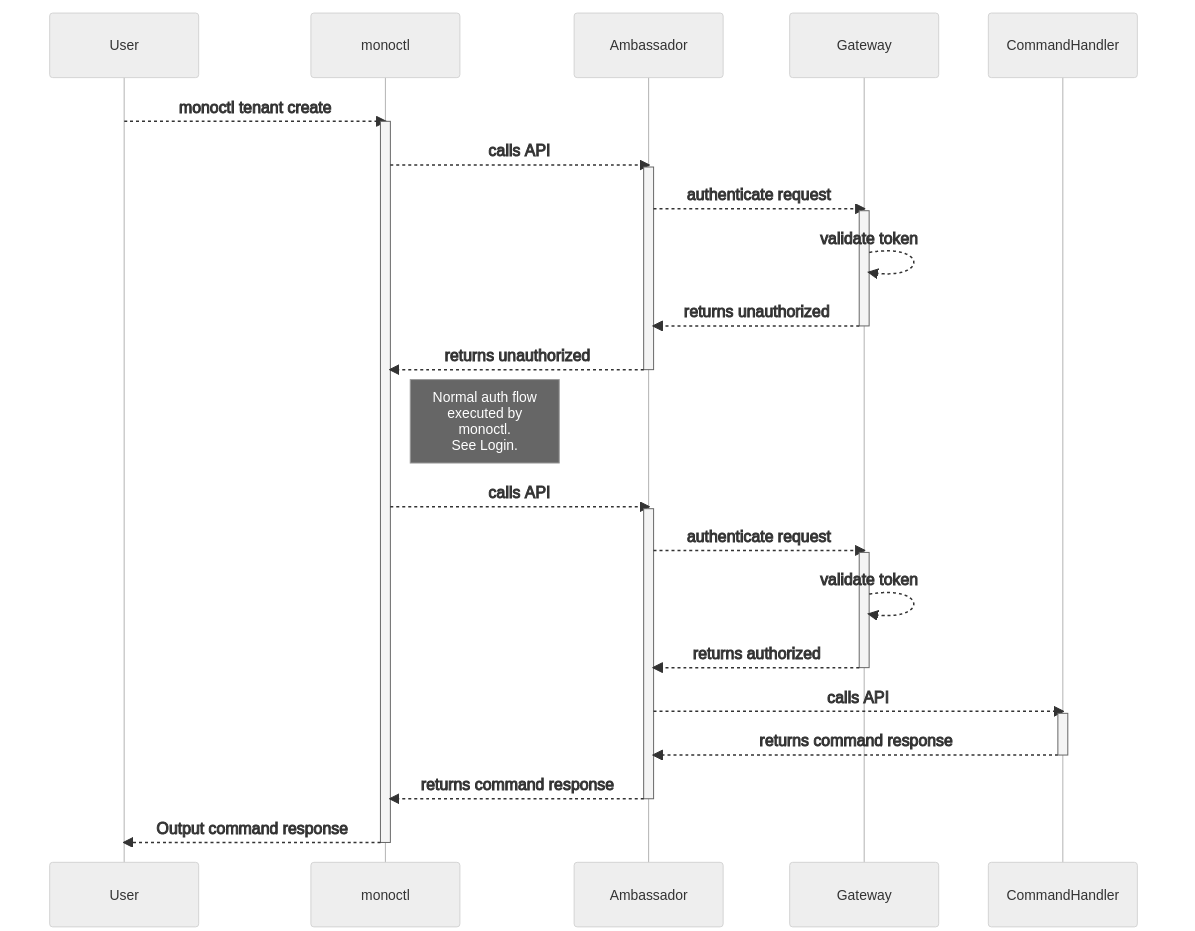 User
monoctl
Ambassador
Gateway
CommandHandler
monoctl tenant create
calls API
authenticate request
validate token
returns unauthorized
returns unauthorized
Normal auth flow
executed by
monoctl.
See Login.
calls API
authenticate request
validate token
returns authorized
calls API
returns command response
returns command response
Output command response
User
monoctl
Ambassador
Gateway
CommandHandler